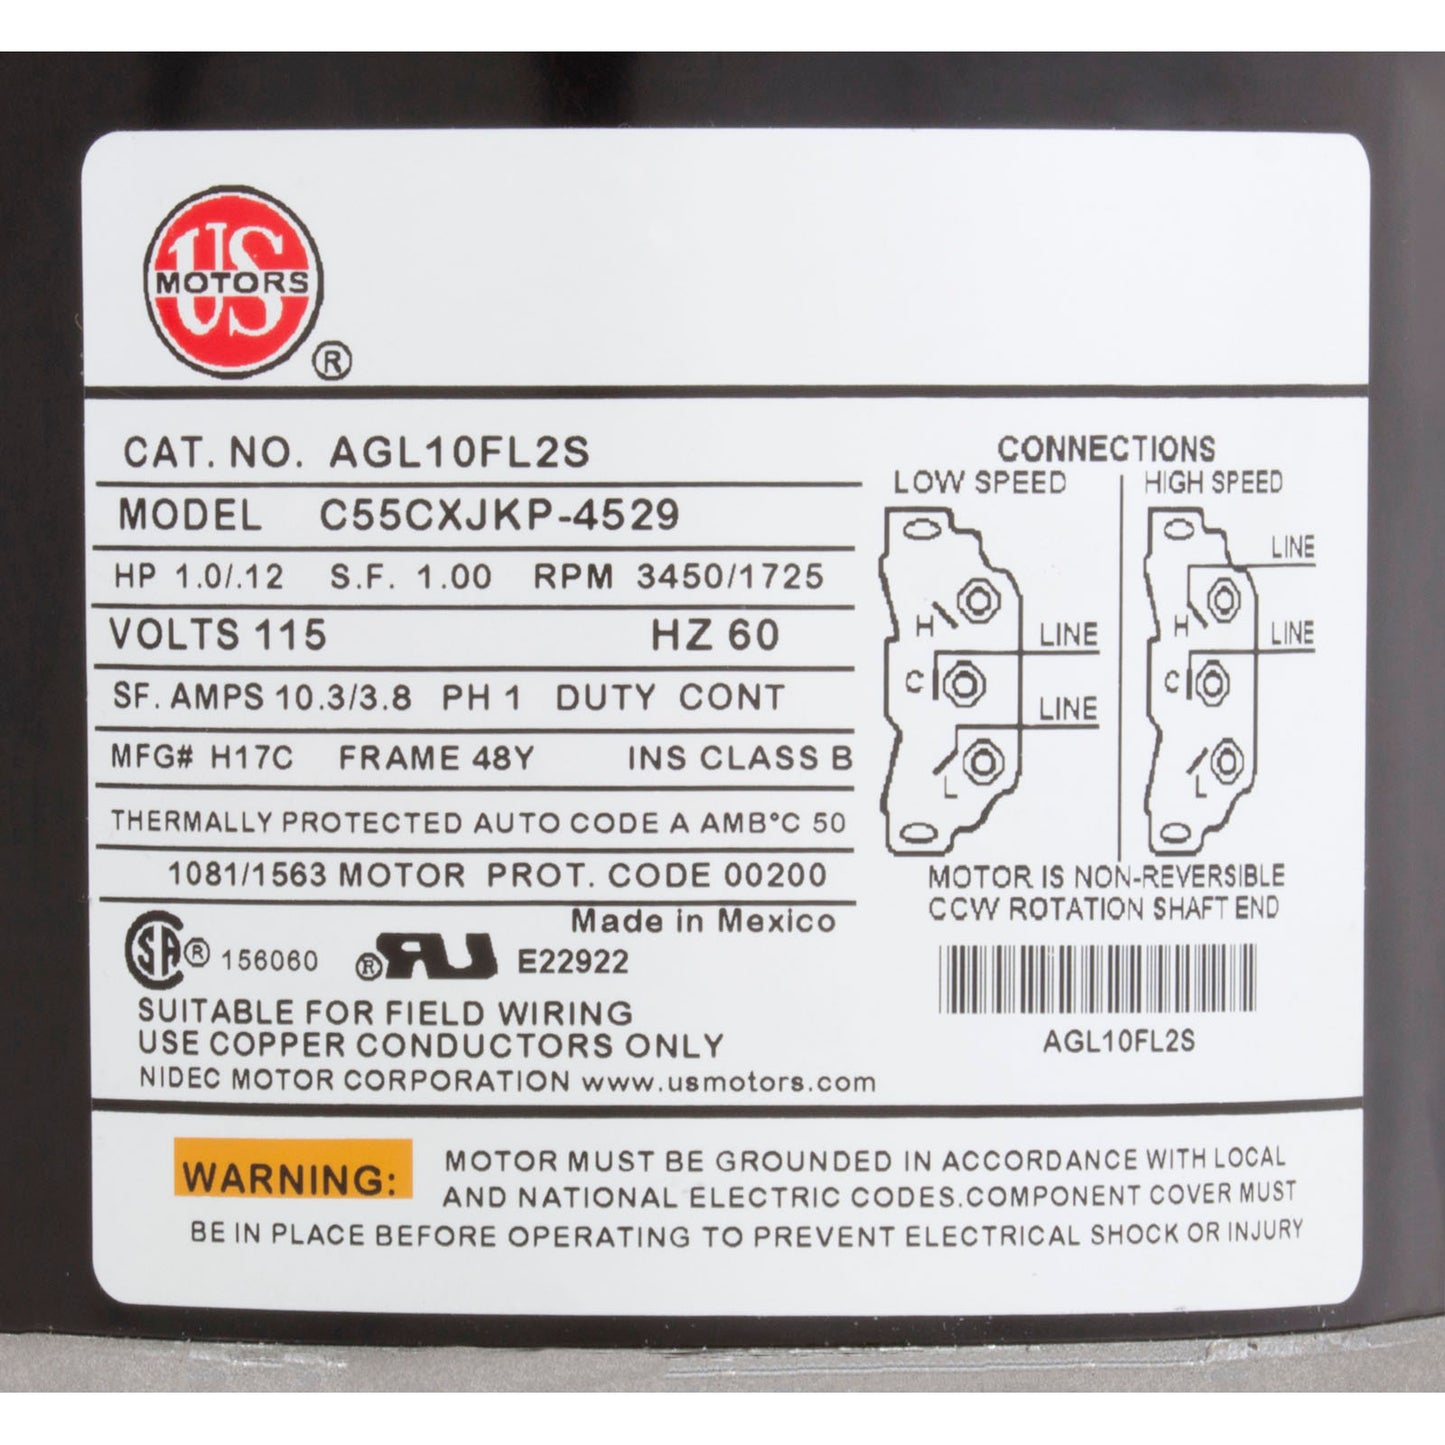 US
MOTORS
®
CAT. NO. AGL10FL2S
MODEL C55CXJKP-4529
HP 1.0/.12 S.F. 1.00 RPM 3450/1725
VOLTS 115 HZ 60
SF. AMPS 10.3/3.8 PH 1 DUTY CONT
MFG# H17C FRAME 48Y INS CLASS B
THERMALLY PROTECTED AUTO CODE A AMB°C 50
1081/1563 MOTOR PROT. CODE 00200
Made in Mexico
SA ® 156060 ® RU E22922
SUITABLE FOR FIELD WIRING
USE COPPER CONDUCTORS ONLY
NIDEC MOTOR CORPORATION www.usmotors.com
CONNECTIONS
LOW SPEED
H
LINE
C
LINE
L
HIGH SPEED
LINE
H
LINE
C
L
MOTOR IS NON-REVERSIBLE
CCW ROTATION SHAFT END
AGL10FL2S
WARNING: MOTOR MUST BE GROUNDED IN ACCORDANCE WITH LOCAL
AND NATIONAL ELECTRIC CODES.COMPONENT COVER MUST
BE IN PLACE BEFORE OPERATING TO PREVENT ELECTRICAL SHOCK OR INJURY